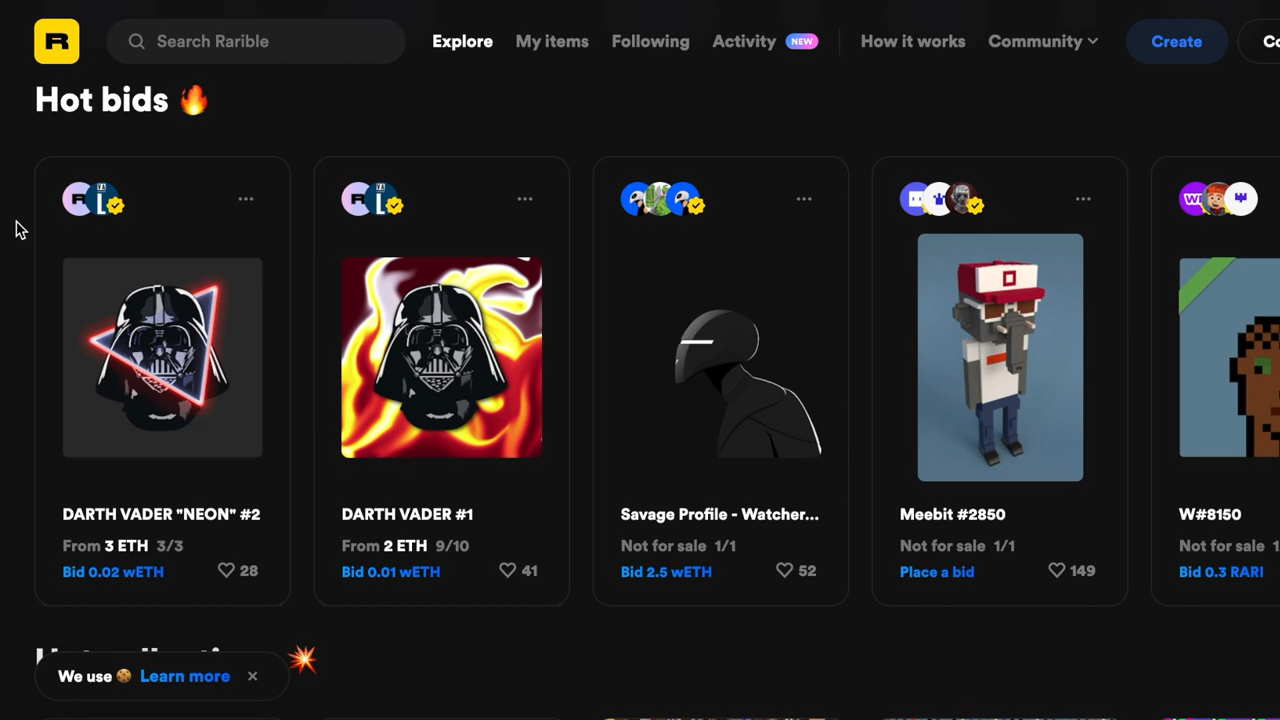 R
Search Rarible
Explore
My items
Following
Activity NEW
How it works
Community
Create
Co
Hot bids 🔥
DARTH VADER "NEON" #2
From 3 ETH 3/3
Bid 0.02 wETH
28
DARTH VADER #1
From 2 ETH 9/10
Bid 0.01 wETH
41
Savage Profile - Watcher...
Not for sale 1/1
Bid 2.5 wETH
52
Meebit #2850
Not for sale 1/1
Place a bid
149
W#8150
Not for sale 1
Bid 0.3 RARI
We use 🍪 Learn more ×